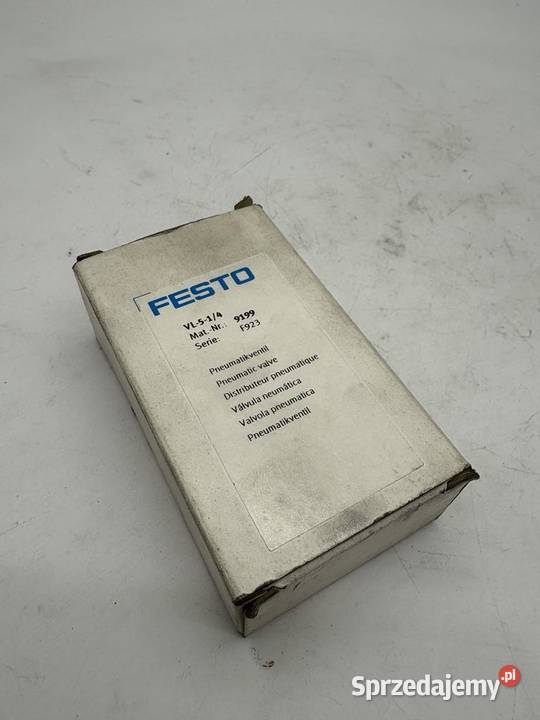 FESTO
VL-5-1/4
Mat.-Nr.: 9199
Serie: F923
Pneumatikventil
Pneumatic valve
Distributeur pneumatique
Válvula neumática
Valvola pneumatica
Pneumatikventil
Sprzedajemy.pl